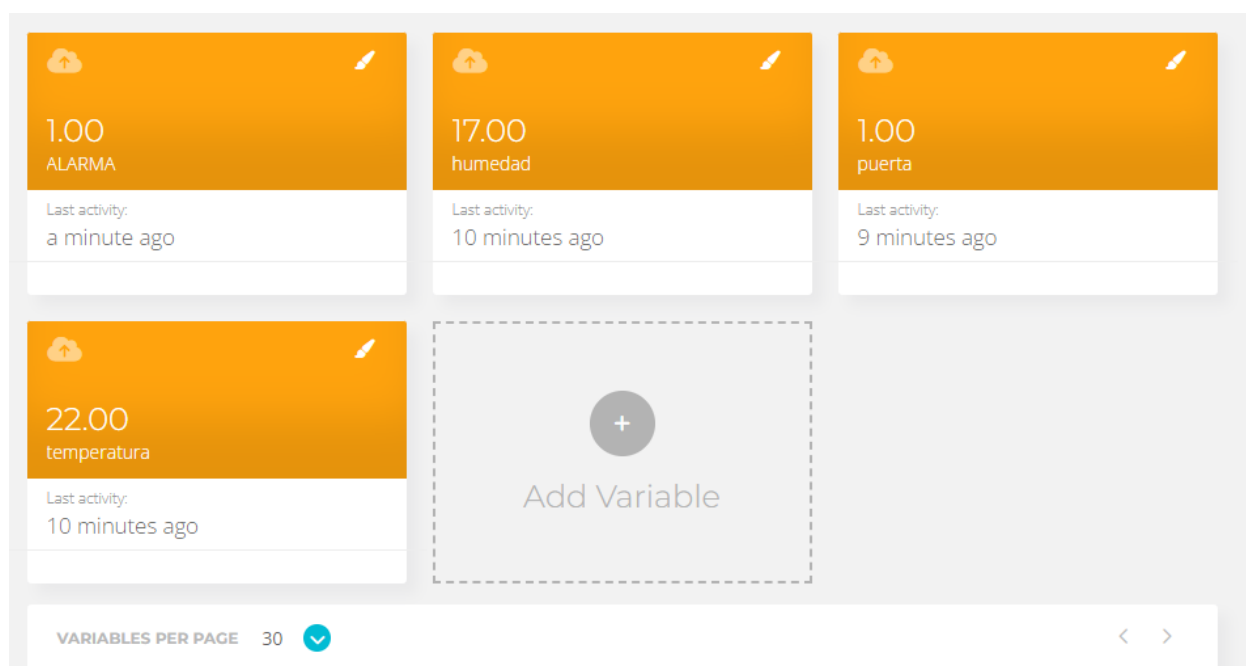 1.00
ALARMA
Last activity:
a minute ago
17.00
humedad
Last activity:
10 minutes ago
1.00
puerta
Last activity:
9 minutes ago
22.00
temperatura
Last activity:
10 minutes ago
Add Variable
VARIABLES PER PAGE 30